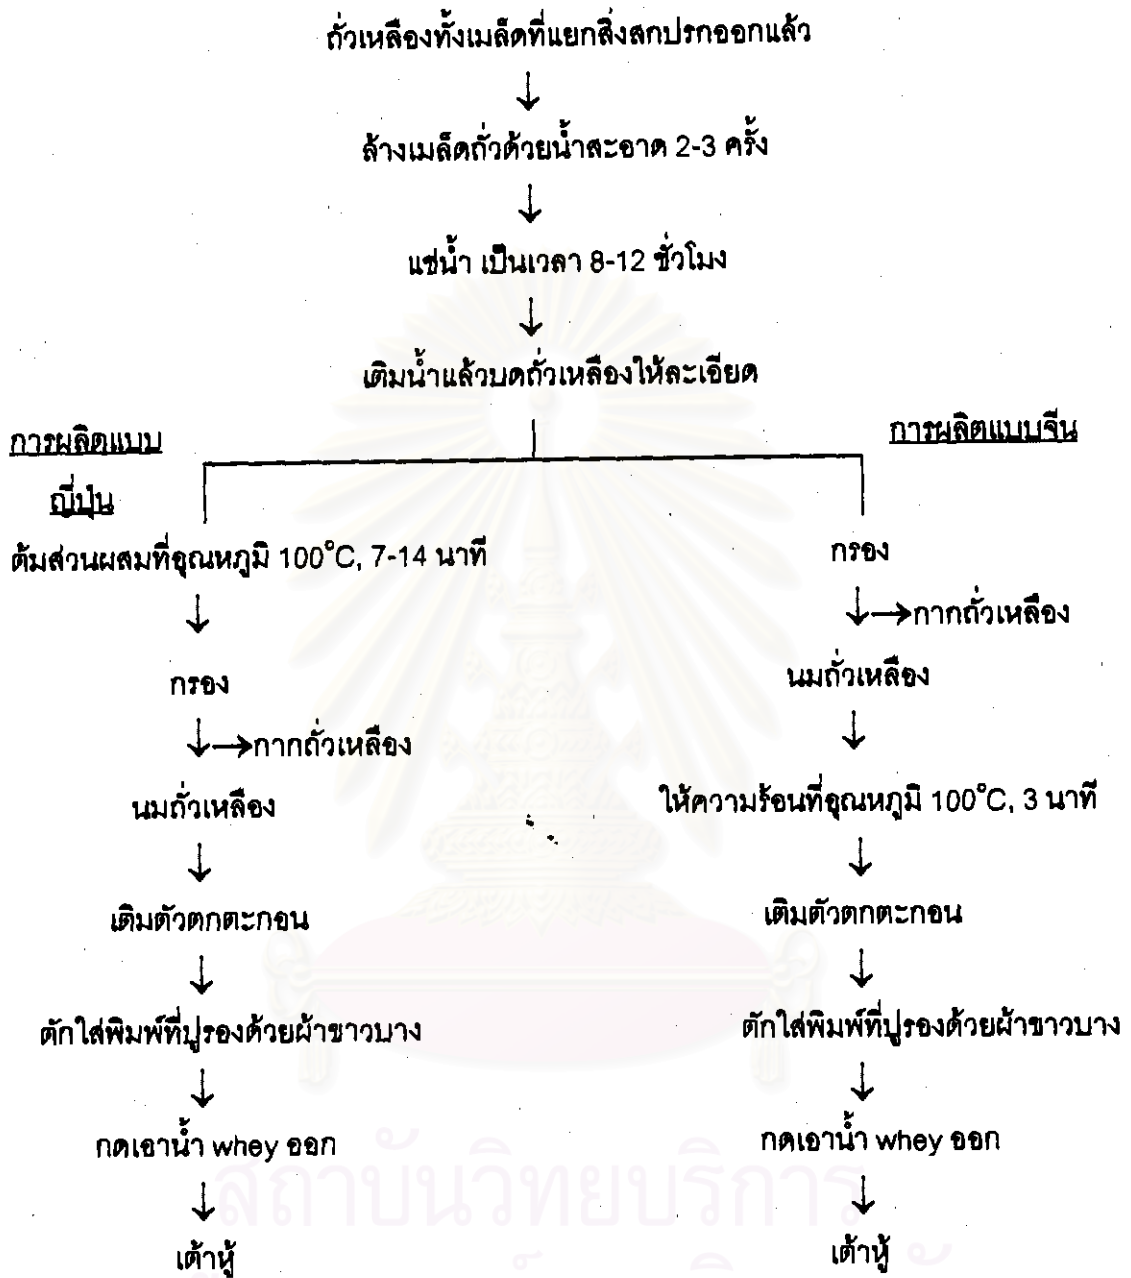 ถั่วเหลืองทั้งเมล็ดที่แยกสิ่งสกปรกออกแล้ว
↓
ล้างเมล็ดถั่วด้วยน้ำสะอาด 2-3 ครั้ง
↓
แช่น้ำ เป็นเวลา 8-12 ชั่วโมง
↓
เติมน้ำแล้วบดถั่วเหลืองให้ละเอียด
การผลิตแบบ
ญี่ปุ่น
ต้มส่วนผสมที่อุณหภูมิ 100°C, 7-14 นาที
↓
กรอง
↓→กากถั่วเหลือง
นมถั่วเหลือง
↓
เติมตัวตกตะกอน
↓
ตักใส่พิมพ์ที่ปูรองด้วยผ้าขาวบาง
↓
กดเอาน้ำ whey ออก
↓
เต้าหู้
การผลิตแบบจีน
กรอง
↓→กากถั่วเหลือง
นมถั่วเหลือง
↓
ให้ความร้อนที่อุณหภูมิ 100°C, 3 นาที
↓
เติมตัวตกตะกอน
↓
ตักใส่พิมพ์ที่ปูรองด้วยผ้าขาวบาง
↓
กดเอาน้ำ whey ออก
↓
เต้าหู้
สถาบันวิทยบริการ